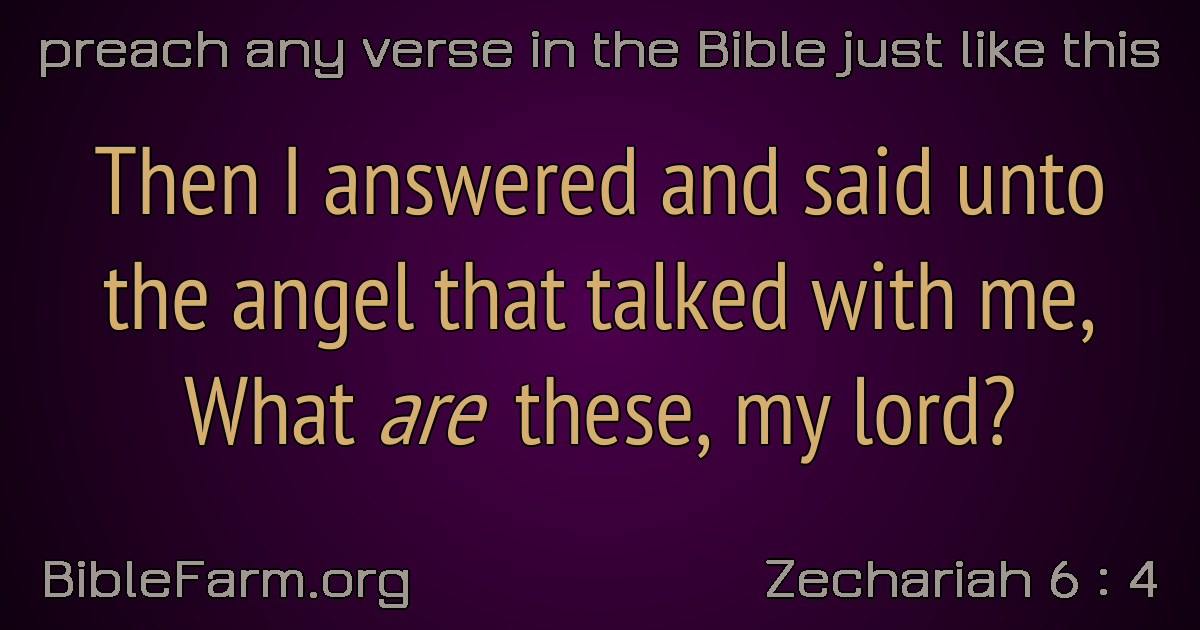 preach any verse in the Bible just like this
Then I answered and said unto
the angel that talked with me,
What are these, my lord?
BibleFarm.org
Zechariah 6 : 4